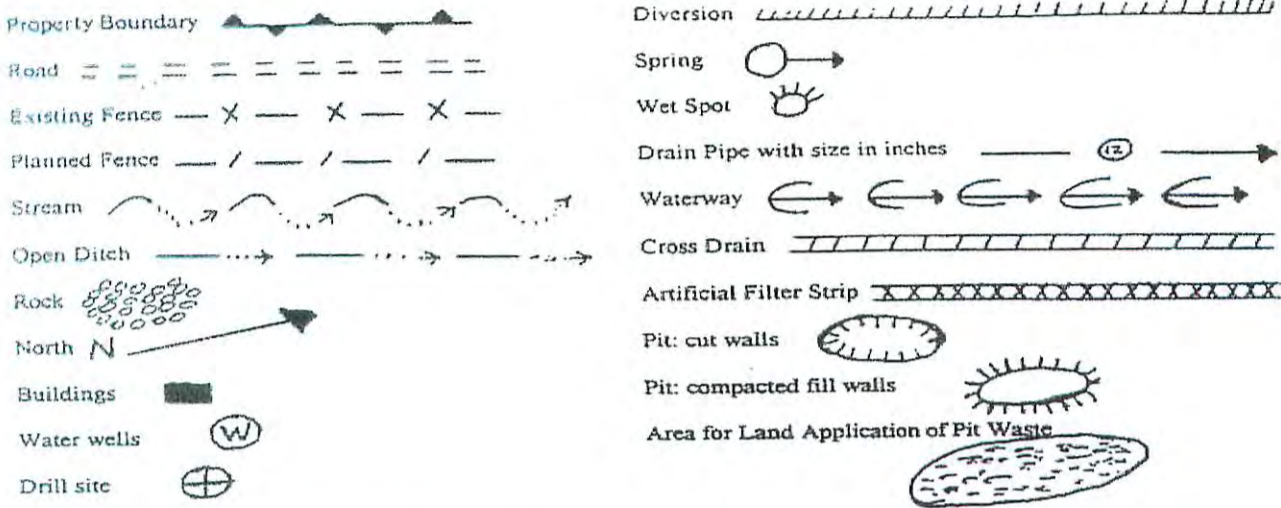 Property Boundary
Road
Existing Fence
Planned Fence
Stream
Open Ditch
Rock
North N
Buildings
Water wells W
Drill site
Diversion
Spring
Wet Spot
Drain Pipe with size in inches 12
Waterway
Cross Drain
Artificial Filter Strip
Pit: cut walls
Pit: compacted fill walls
Area for Land Application of Pit Waste